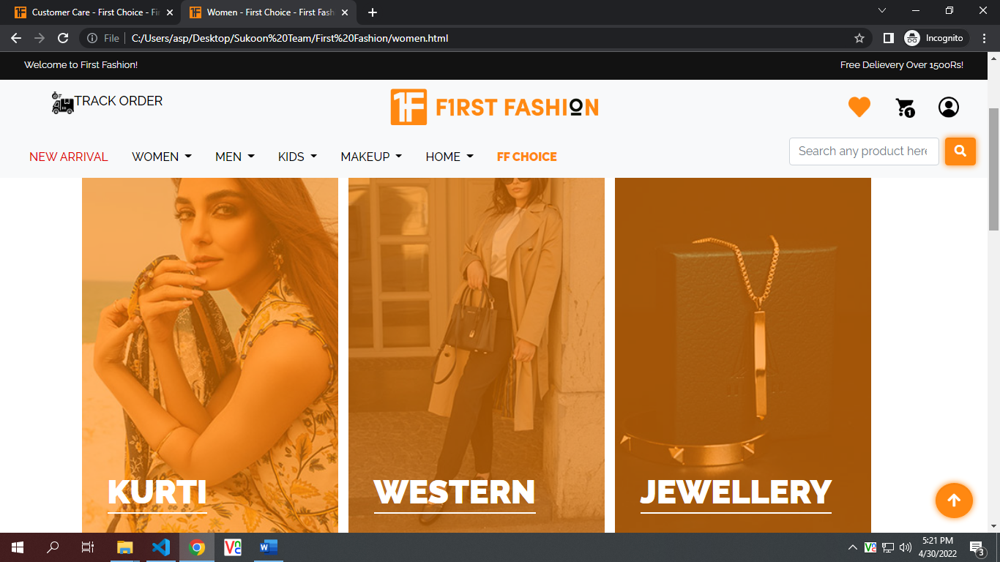 Customer Care - First Choice - Fir
Women - First Choice - First Fash
File
C:/Users/asp/Desktop/Sukoon%20Team/First%20Fashion/women.html
Incognito
Welcome to First Fashion!
Free Delievery Over 1500Rs!
TRACK ORDER
1F F1RST FASHION
1
NEW ARRIVAL WOMEN MEN KIDS MAKEUP HOME FF CHOICE
Search any product here
KURTI
WESTERN
JEWELLERY
5:21 PM
4/30/2022
3